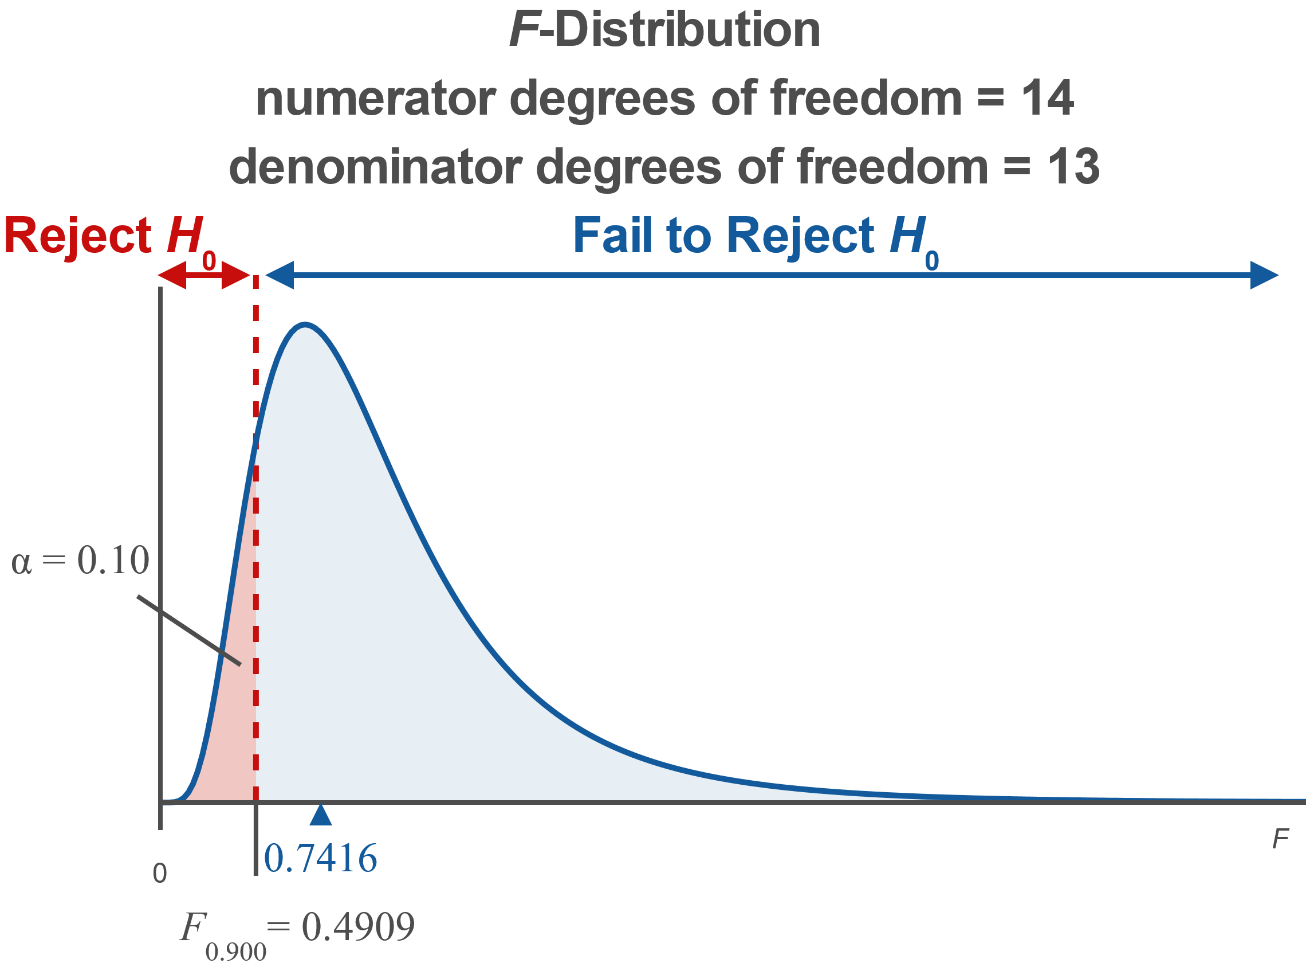 F-Distribution
numerator degrees of freedom = 14
denominator degrees of freedom = 13
Reject H0
Fail to Reject H0
α = 0.10
0.7416
F
0
F0.900 = 0.4909